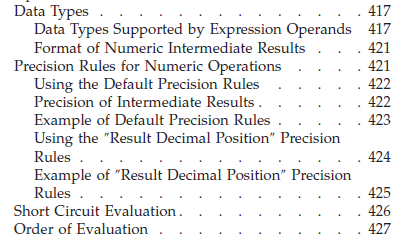 Data Types . . . . . . . . . . . . . . 417
Data Types Supported by Expression Operands 417
Format of Numeric Intermediate Results . . . 421
Precision Rules for Numeric Operations . . . . 421
Using the Default Precision Rules . . . . . 422
Precision of Intermediate Results . . . . . . 422
Example of Default Precision Rules . . . . . 423
Using the ″Result Decimal Position″ Precision
Rules . . . . . . . . . . . . . . . 424
Example of ″Result Decimal Position″ Precision
Rules . . . . . . . . . . . . . . . 425
Short Circuit Evaluation . . . . . . . . . . 426
Order of Evaluation . . . . . . . . . . . 427